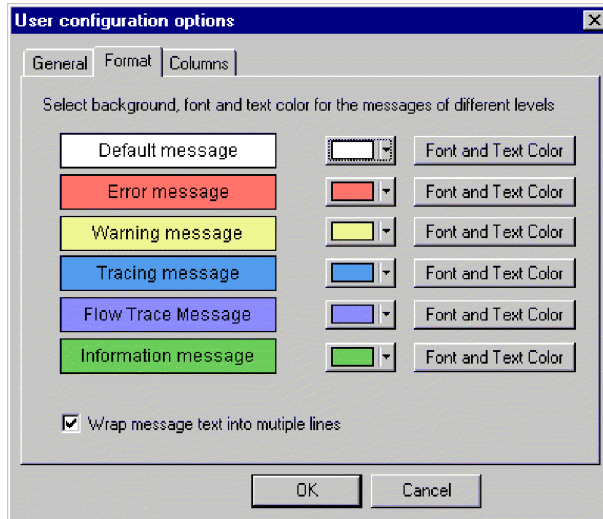 User configuration options
General Format Columns
Select background, font and text color for the messages of different levels
Default message Font and Text Color
Error message Font and Text Color
Warning message Font and Text Color
Tracing message Font and Text Color
Flow Trace Message Font and Text Color
Information message Font and Text Color
Wrap message text into mutiple lines
OK Cancel